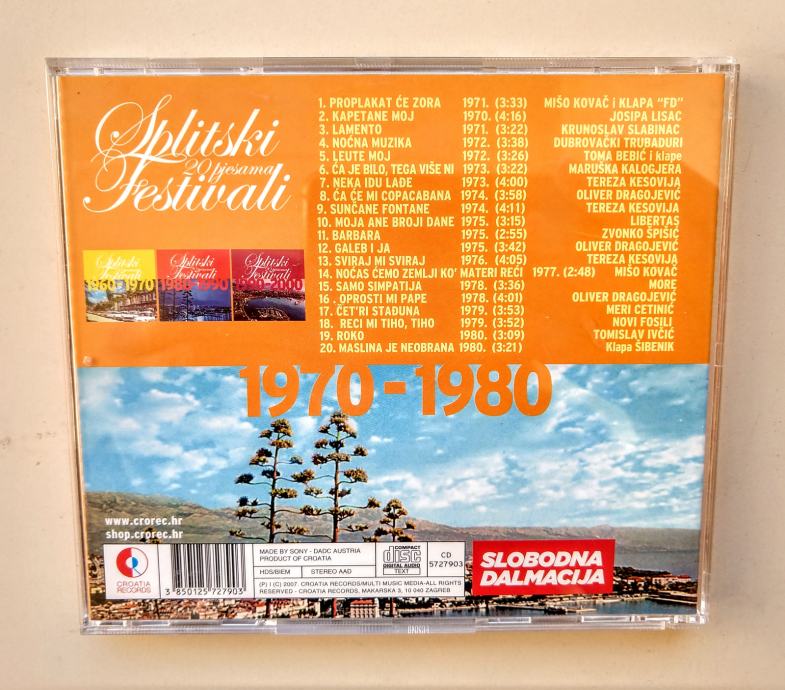 Splitski
20 pjesama
Festivali
1. PROPLAKAT ĆE ZORA 1971. (3:33) MIŠO KOVAČ i KLAPA "FD"
2. KAPETANE MOJ 1970. (4:16) JOSIPA LISAC
3. LAMENTO 1971. (3:22) KRUNOSLAV SLABINAC
4. NOĆNA MUZIKA 1972. (3:38) DUBROVAČKI TRUBADURI
5. LEUTE MOJ 1972. (3:26) TOMA BEBIĆ i klape
6. ĆA JE BILO, TEGA VIŠE NI 1973. (3:22) MARUŠKA KALOGJERA
7. NEKA IDU LAĐE 1973. (4:00) TEREZA KESOVIJA
8. ĆA ĆE MI COPACABANA 1974. (3:58) OLIVER DRAGOJEVIĆ
9. SUNČANE FONTANE 1974. (4:11) TEREZA KESOVIJA
10. MOJA ANE BROJI DANE 1975. (3:15) LIBERTAS
11. BARBARA 1975. (2:55) ZVONKO ŠPIŠIĆ
12. GALEB I JA 1975. (3:42) OLIVER DRAGOJEVIĆ
13. SVIRAJ MI SVIRAJ 1976. (4:05) TEREZA KESOVIJA
14. NOĆAS ĆEMO ZEMLJI KO' MATERI REĆI 1977. (2:48) MIŠO KOVAČ
15. SAMO SIMPATIJA 1978. (3:36) MORE
16 . OPROSTI MI PAPE 1978. (4:01) OLIVER DRAGOJEVIĆ
17. ČET'RI STAĐUNA 1979. (3:53) MERI CETINIĆ
18. RECI MI TIHO, TIHO 1979. (3:52) NOVI FOSILI
19. ROKO 1980. (3:09) TOMISLAV IVČIĆ
20. MASLINA JE NEOBRANA 1980. (3:21) Klapa ŠIBENIK
Splitski Festivali 1960-1970
Splitski Festivali 1980-1990
Splitski Festivali 1990-2000
1970-1980
www.crorec.hr
shop.crorec.hr
CROATIA
RECORDS
3 850125 727903
MADE BY SONY - DADC AUSTRIA
PRODUCT OF CROATIA
HDS/BIEM STEREO AAD
(P) I (C) 2007. CROATIA RECORDS/MULTI MUSIC MEDIA-ALL RIGHTS
RESERVED - CROATIA RECORDS, MAKARSKA 3, 10 040 ZAGREB
COMPACT
disc
DIGITAL AUDIO
TEXT
CD
5727903
SLOBODNA
DALMACIJA